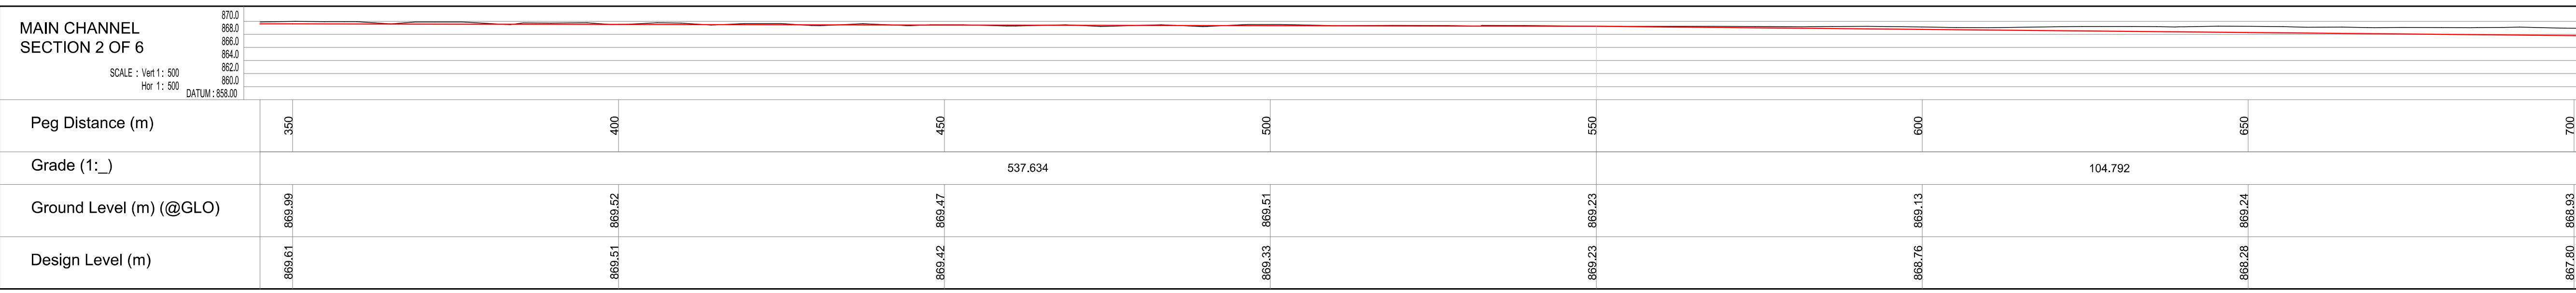 MAIN CHANNEL
SECTION 2 OF 6
SCALE : Vert 1 : 500
Hor 1 : 500
870.0
868.0
866.0
864.0
862.0
860.0
DATUM : 858.00
Peg Distance (m) 350 400 450 500 550 600 650 700
Grade (1:_) 537.634 104.792
Ground Level (m) (@GLO) 869.99 869.52 869.47 869.51 869.23 869.13 869.24 868.93
Design Level (m) 869.61 869.51 869.42 869.33 869.23 868.76 868.28 867.80